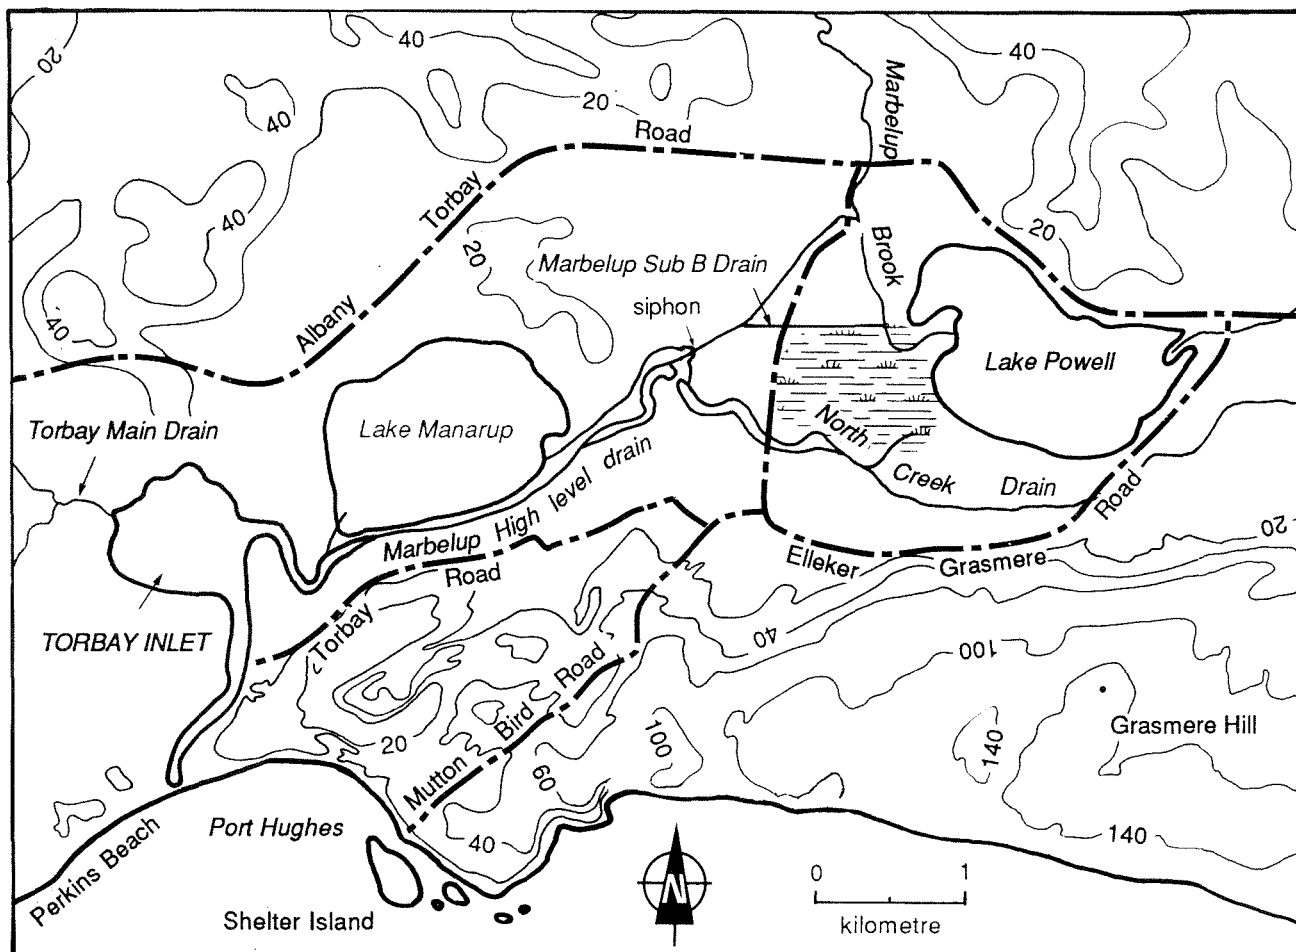 20
40
40
20
40
Marbelup
Road
40
Torbay
20
Brook
20
Marbelup Sub B Drain
siphon
40
Albany
Lake Powell
Torbay Main Drain
Lake Manarup
North
Creek Drain
Road
Marbelup High level drain
20
Elleker Grasmere
Road
TORBAY INLET
Torbay
?
40
100
Road
Bird
Mutton
20
100
60
140
Grasmere Hill
140
40
Perkins Beach
Port Hughes
Shelter Island
N
0 1
kilometre